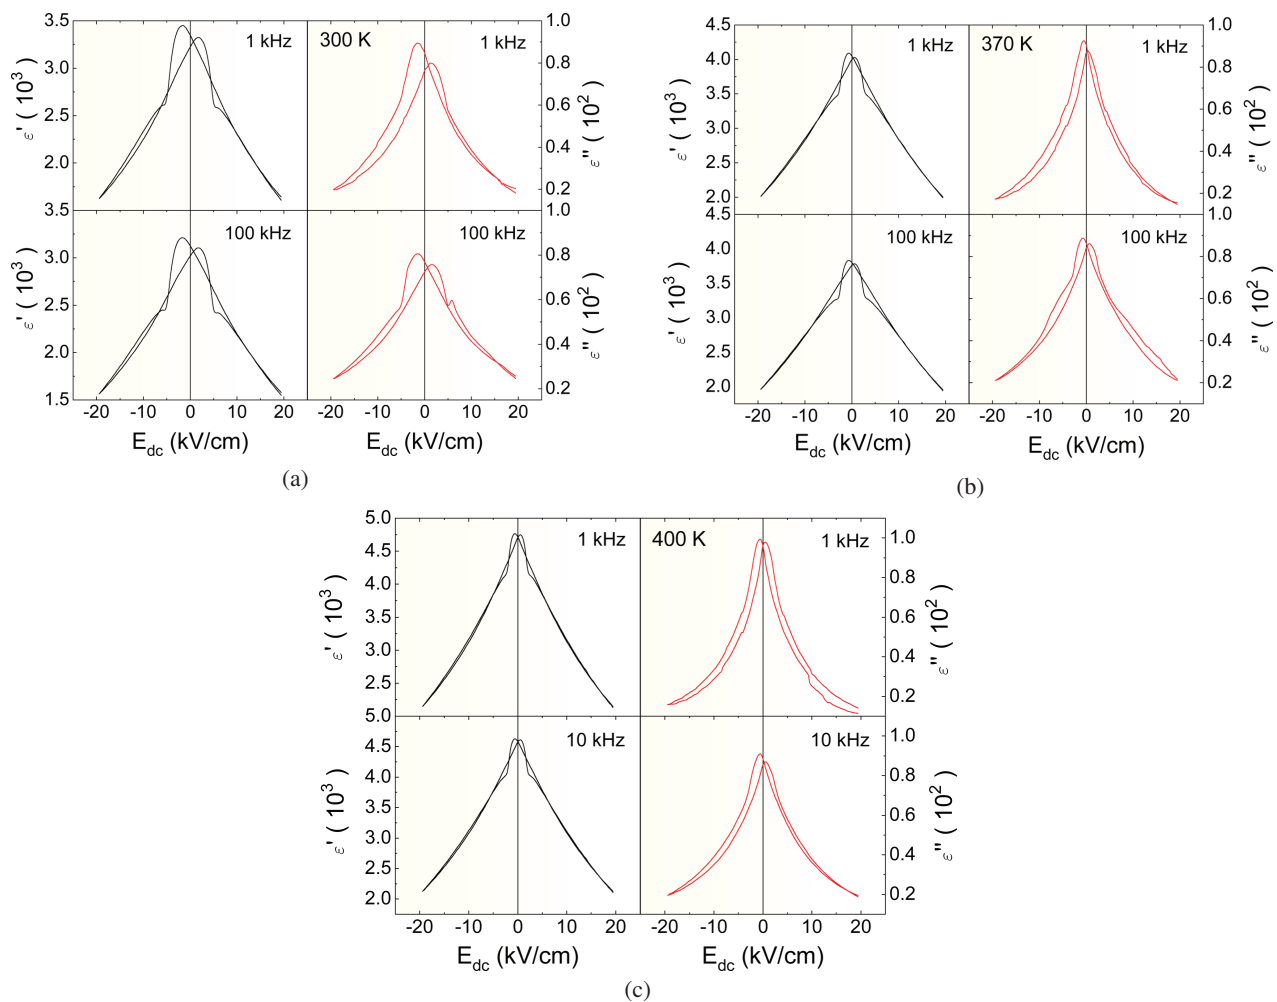 3.5
3.0
2.5
2.0
3.5
3.0
2.5
2.0
1.5
ε' ( 10³ )
ε' ( 10³ )
1 kHz
100 kHz
300 K
1 kHz
100 kHz
1.0
0.8
0.6
0.4
0.2
1.0
0.8
0.6
0.4
0.2
ε" ( 10² )
ε" ( 10² )
-20 -10 0 10 20 -20 -10 0 10 20
E_dc (kV/cm) E_dc (kV/cm)
(a)
4.5
4.0
3.5
3.0
2.5
2.0
4.5
4.0
3.5
3.0
2.5
2.0
ε' ( 10³ )
ε' ( 10³ )
1 kHz
100 kHz
370 K
1 kHz
100 kHz
1.0
0.8
0.6
0.4
0.2
1.0
0.8
0.6
0.4
0.2
ε" ( 10² )
ε" ( 10² )
-20 -10 0 10 20 -20 -10 0 10 20
E_dc (kV/cm) E_dc (kV/cm)
(b)
5.0
4.5
4.0
3.5
3.0
2.5
5.0
4.5
4.0
3.5
3.0
2.5
2.0
ε' ( 10³ )
ε' ( 10³ )
1 kHz
10 kHz
400 K
1 kHz
10 kHz
1.0
0.8
0.6
0.4
0.2
1.0
0.8
0.6
0.4
0.2
ε" ( 10² )
ε" ( 10² )
-20 -10 0 10 20 -20 -10 0 10 20
E_dc (kV/cm) E_dc (kV/cm)
(c)